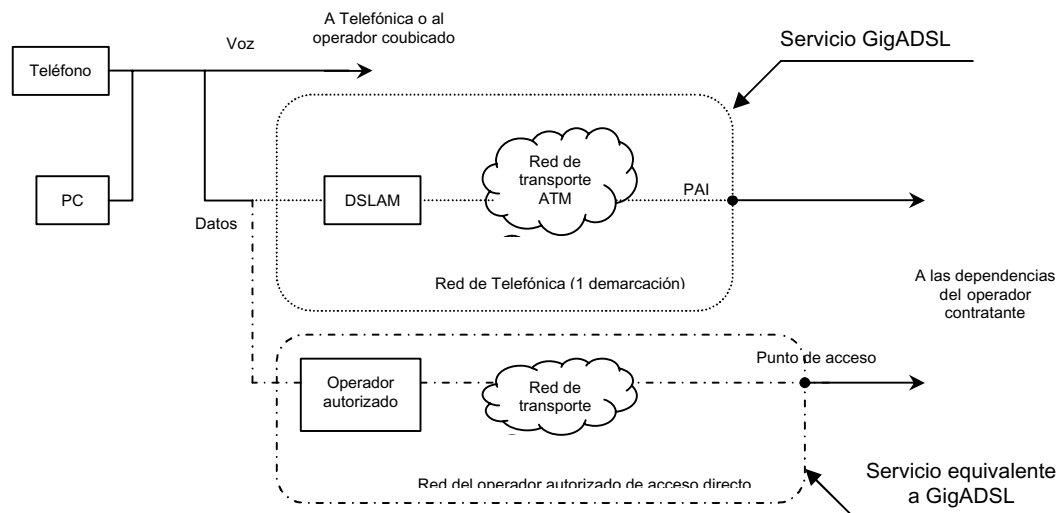 A Telefónica o al
operador coubicado
Voz
Servicio GigADSL
Teléfono
Red de
transporte
ATM
PAI
PC
DSLAM
Datos
Red de Telefónica (1 demarcación)
A las dependencias
del operador
contratante
Punto de acceso
Operador
autorizado
Red de
transporte
Servicio equivalente
a GigADSL
Red del operador autorizado de acceso directo